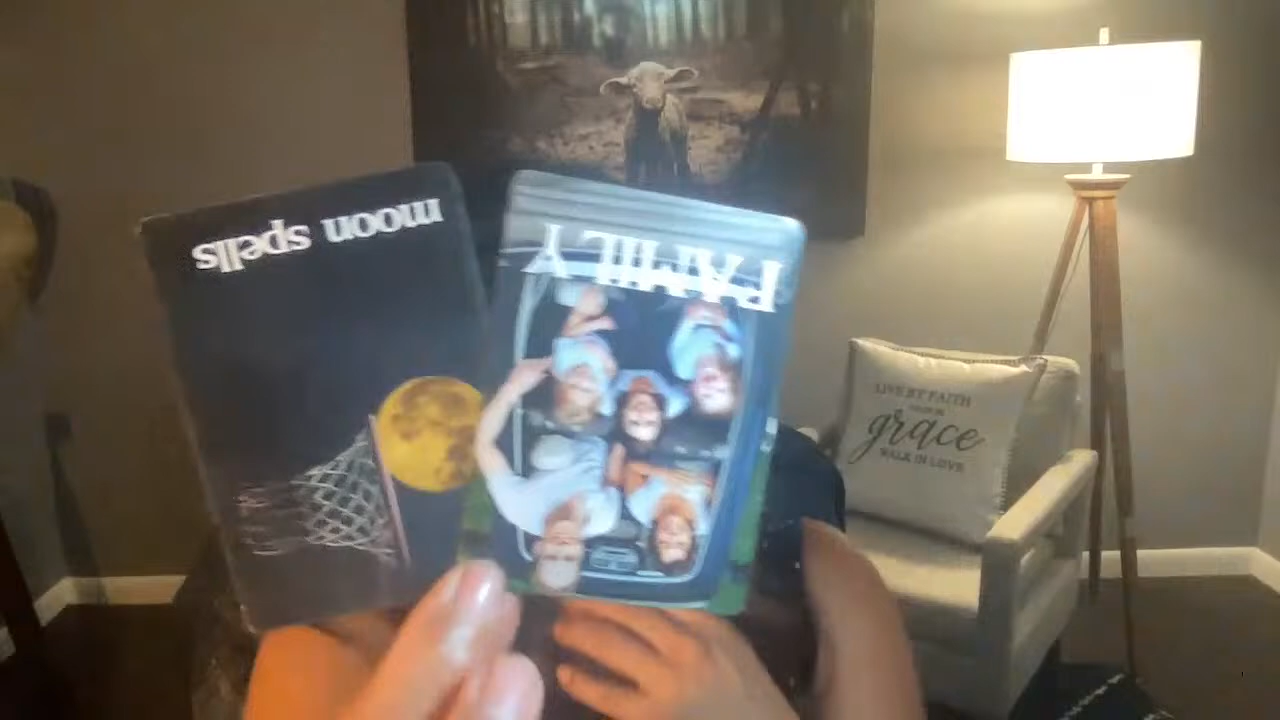 moon spells
FAMILY
LIVE BY FAITH
grace
WALK IN LOVE